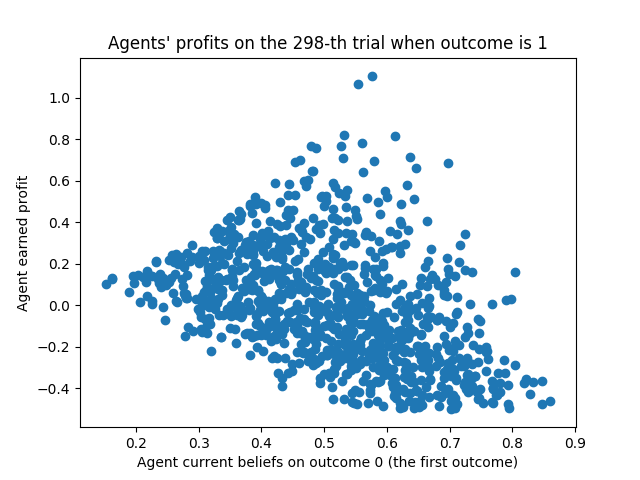 Agents' profits on the 298-th trial when outcome is 1
Agent earned profit
1.0
0.8
0.6
0.4
0.2
0.0
−0.2
−0.4
0.2 0.3 0.4 0.5 0.6 0.7 0.8 0.9
Agent current beliefs on outcome 0 (the first outcome)